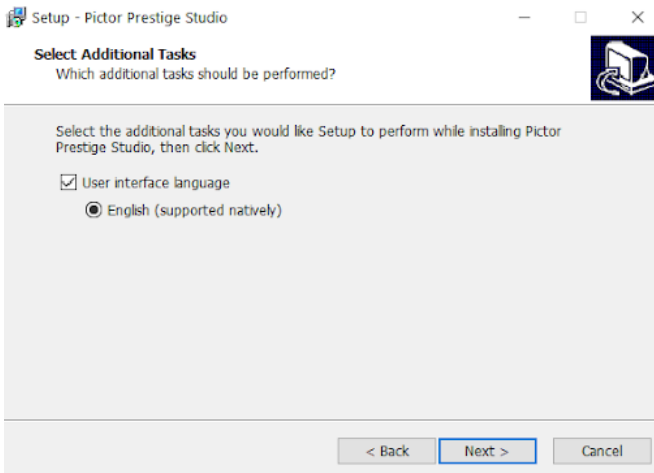 Setup - Pictor Prestige Studio
Select Additional Tasks
Which additional tasks should be performed?
Select the additional tasks you would like Setup to perform while installing Pictor
Prestige Studio, then click Next.
User interface language
English (supported natively)
< Back
Next >
Cancel